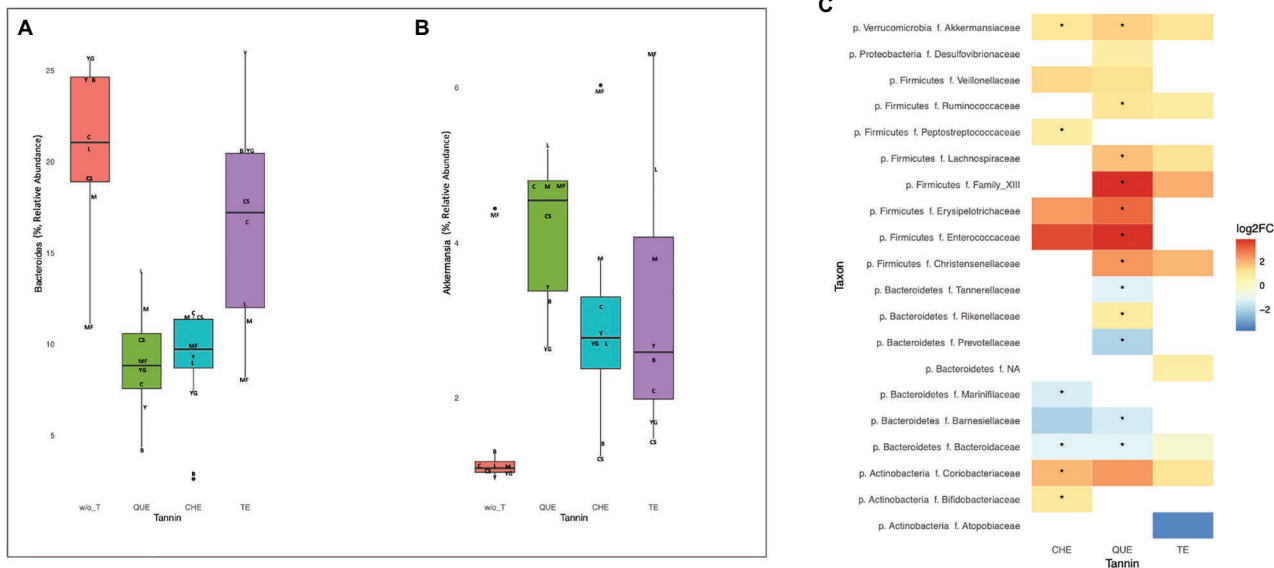 A
Bacteroides (%, Relative Abundance)
25
20
15
10
5
YG
Y B
C
L
CS
M
MF
L
M
CS
MF
YG
C
Y
B
C
M CS
MF
Y
L
YG
B
Y
B YG
CS
C
L
M
MF
w/o_T QUE CHE TE
Tannin
B
Akkermansia (%, Relative Abundance)
6
4
2
MF
B
C L M
CS YG
Y
L
C M MF
CS
Y
B
YG
MF
M
C
Y
YG L
B
CS
MF
L
M
Y
B
C
YG
CS
w/o_T QUE CHE TE
Tannin
C
Taxon
p. Verrucomicrobia f. Akkermansiaceae * *
p. Proteobacteria f. Desulfovibrionaceae
p. Firmicutes f. Veillonellaceae
p. Firmicutes f. Ruminococcaceae *
p. Firmicutes f. Peptostreptococcaceae *
p. Firmicutes f. Lachnospiraceae *
p. Firmicutes f. Family_XIII *
p. Firmicutes f. Erysipelotrichaceae *
p. Firmicutes f. Enterococcaceae *
p. Firmicutes f. Christensenellaceae *
p. Bacteroidetes f. Tannerellaceae *
p. Bacteroidetes f. Rikenellaceae *
p. Bacteroidetes f. Prevotellaceae *
p. Bacteroidetes f. NA
p. Bacteroidetes f. Marinifilaceae *
p. Bacteroidetes f. Barnesiellaceae *
p. Bacteroidetes f. Bacteroidaceae * *
p. Actinobacteria f. Coriobacteriaceae *
p. Actinobacteria f. Bifidobacteriaceae *
p. Actinobacteria f. Atopobiaceae
CHE QUE TE
Tannin
log2FC
2
0
−2